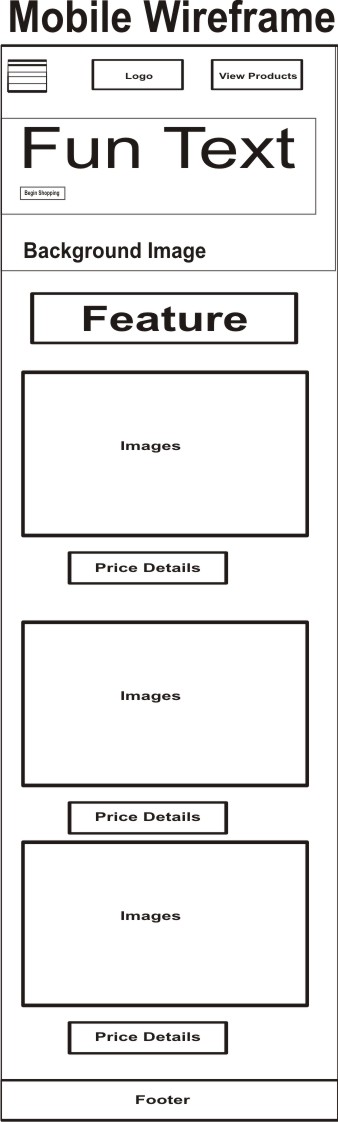 Mobile Wireframe
Logo
View Products
Fun Text
Begin Shopping
Background Image
Feature
Images
Price Details
Images
Price Details
Images
Price Details
Footer